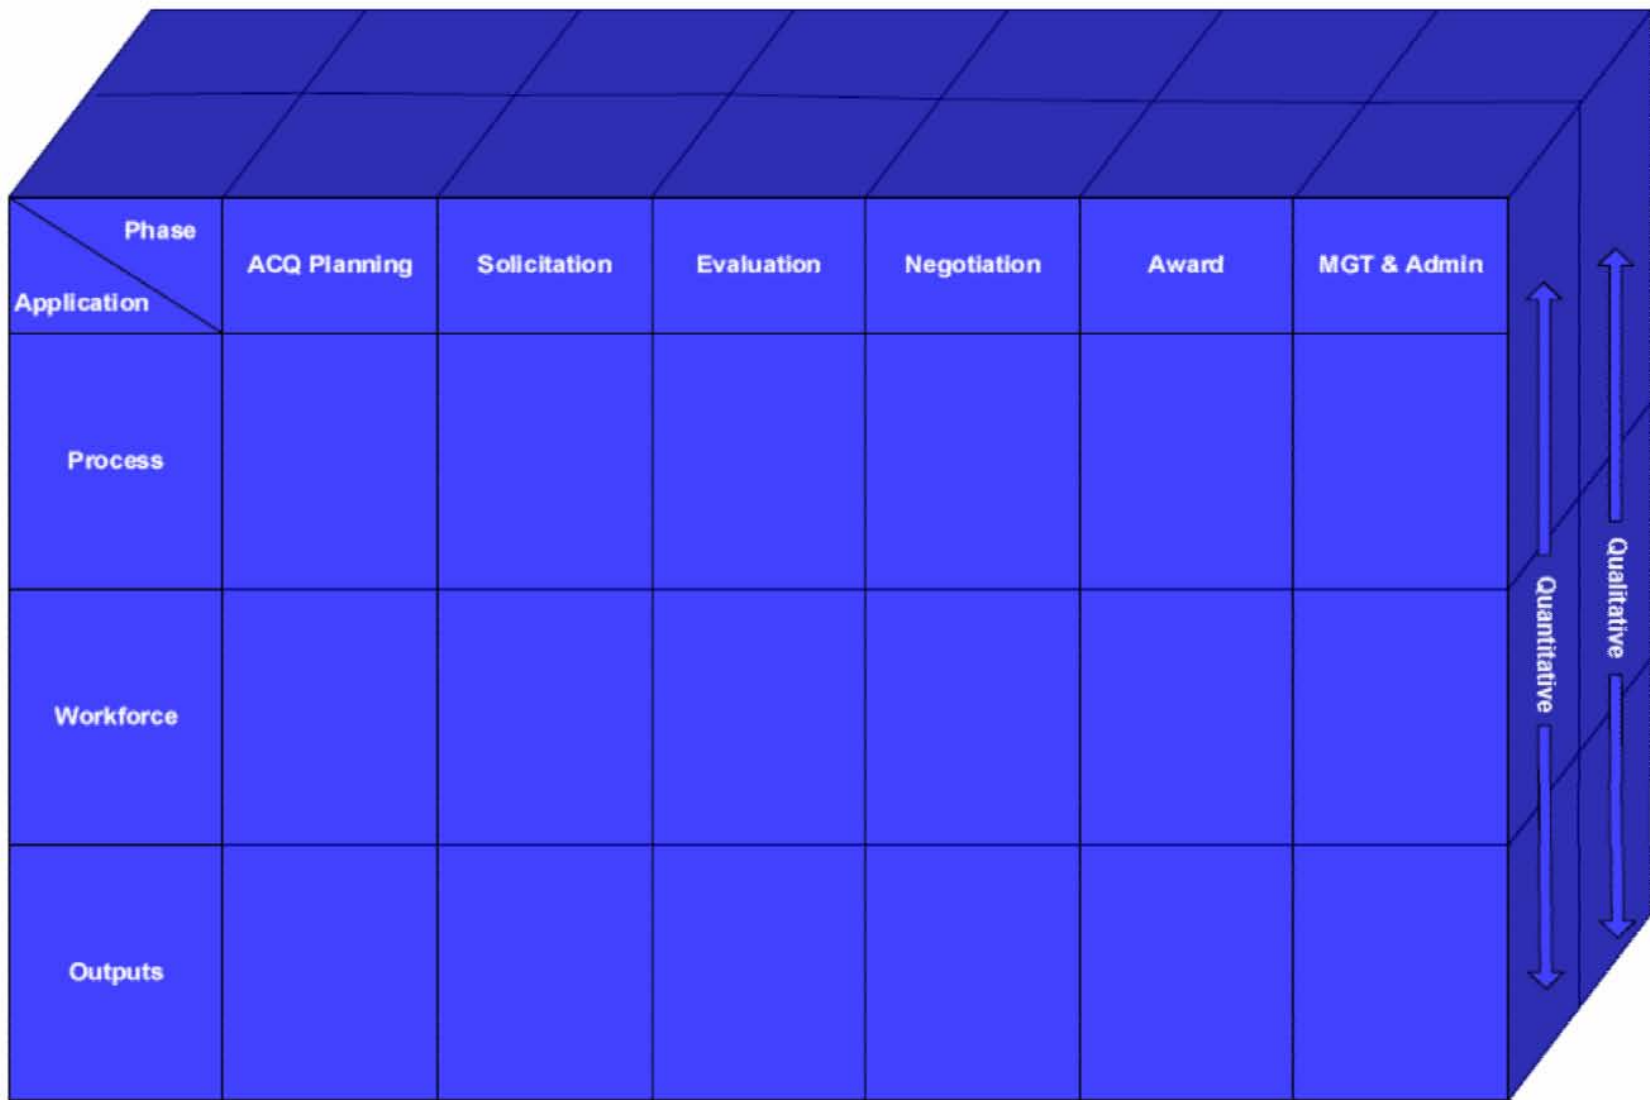 Phase
Application
ACQ Planning
Solicitation
Evaluation
Negotiation
Award
MGT & Admin
Process
Workforce
Outputs
Quantitative
Qualitative